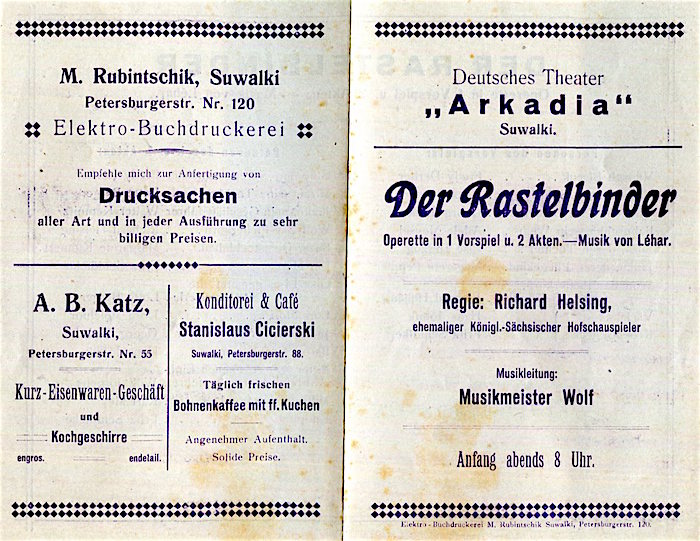 M. Rubintschik, Suwalki
Petersburgerstr. Nr. 120
Elektro-Buchdruckerei
Empfehle mich zur Anfertigung von
Drucksachen
aller Art und in jeder Ausführung zu sehr
billigen Preisen.
A. B. Katz,
Suwalki,
Petersburgerstr. Nr. 55
Kurz-Eisenwaren-Geschäft
und
Kochgeschirre
engros. endetail.
Konditorei & Café
Stanislaus Cicierski
Suwalki, Petersburgerstr. 88.
Täglich frischen
Bohnenkaffee mit ff. Kuchen
Angenehmer Aufenthalt.
Solide Preise.
Deutsches Theater
„Arkadia“
Suwalki.
Der Rastelbinder
Operette in 1 Vorspiel u. 2 Akten.—Musik von Léhar.
Regie: Richard Helsing,
ehemaliger Königl.-Sächsischer Hofschauspieler
Musikleitung:
Musikmeister Wolf
Anfang abends 8 Uhr.
Elektro-Buchdruckerei M. Rubintschik Suwalki, Petersburgerstr. 120.